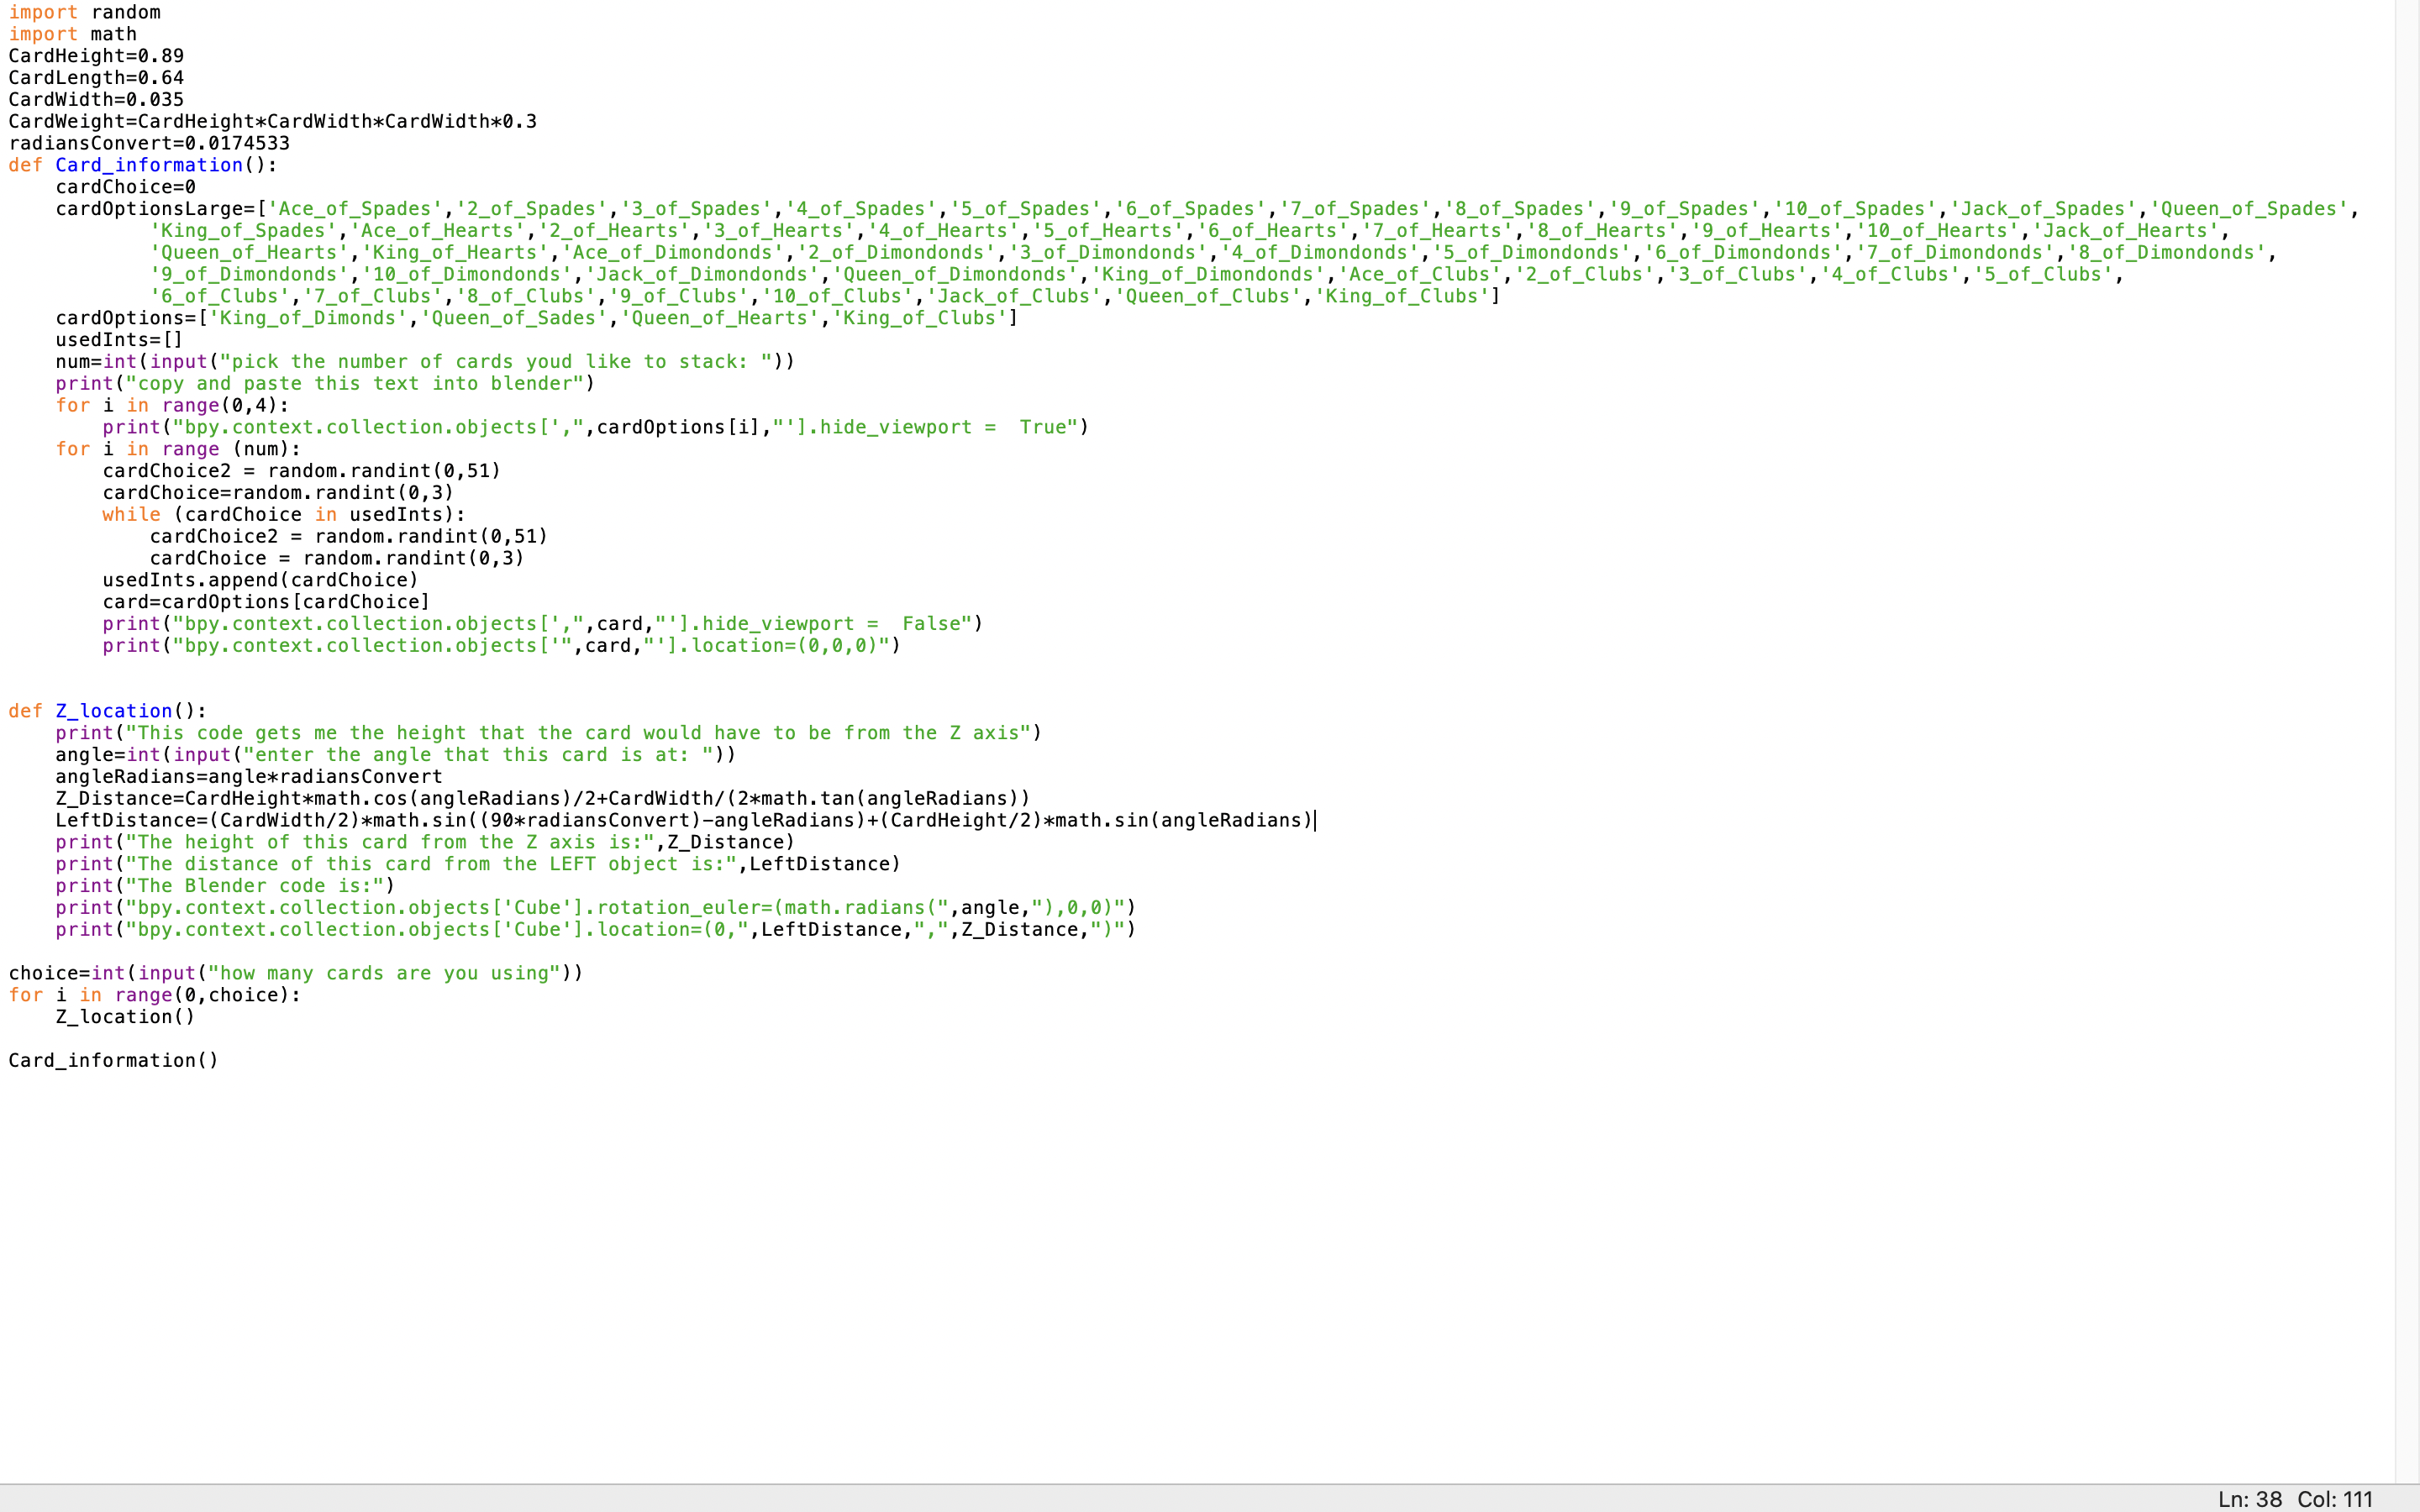 import random
import math
CardHeight=0.89
CardLength=0.64
CardWidth=0.035
CardWeight=CardHeight*CardWidth*CardWidth*0.3
radiansConvert=0.0174533
def Card_information():
    cardChoice=0
    cardOptionsLarge=['Ace_of_Spades','2_of_Spades','3_of_Spades','4_of_Spades','5_of_Spades','6_of_Spades','7_of_Spades','8_of_Spades','9_of_Spades','10_of_Spades','Jack_of_Spades','Queen_of_Spades',
            'King_of_Spades','Ace_of_Hearts','2_of_Hearts','3_of_Hearts','4_of_Hearts','5_of_Hearts','6_of_Hearts','7_of_Hearts','8_of_Hearts','9_of_Hearts','10_of_Hearts','Jack_of_Hearts',
            'Queen_of_Hearts','King_of_Hearts','Ace_of_Dimondonds','2_of_Dimondonds','3_of_Dimondonds','4_of_Dimondonds','5_of_Dimondonds','6_of_Dimondonds','7_of_Dimondonds','8_of_Dimondonds',
            '9_of_Dimondonds','10_of_Dimondonds','Jack_of_Dimondonds','Queen_of_Dimondonds','King_of_Dimondonds','Ace_of_Clubs','2_of_Clubs','3_of_Clubs','4_of_Clubs','5_of_Clubs',
            '6_of_Clubs','7_of_Clubs','8_of_Clubs','9_of_Clubs','10_of_Clubs','Jack_of_Clubs','Queen_of_Clubs','King_of_Clubs']
    cardOptions=['King_of_Dimonds','Queen_of_Sades','Queen_of_Hearts','King_of_Clubs']
    usedInts=[]
    num=int(input("pick the number of cards youd like to stack: "))
    print("copy and paste this text into blender")
    for i in range(0,4):
        print("bpy.context.collection.objects[',",cardOptions[i],"'].hide_viewport =  True")
    for i in range (num):
        cardChoice2 = random.randint(0,51)
        cardChoice=random.randint(0,3)
        while (cardChoice in usedInts):
            cardChoice2 = random.randint(0,51)
            cardChoice = random.randint(0,3)
        usedInts.append(cardChoice)
        card=cardOptions[cardChoice]
        print("bpy.context.collection.objects[',",card,"'].hide_viewport =  False")
        print("bpy.context.collection.objects['",card,"'].location=(0,0,0)")
def Z_location():
    print("This code gets me the height that the card would have to be from the Z axis")
    angle=int(input("enter the angle that this card is at: "))
    angleRadians=angle*radiansConvert
    Z_Distance=CardHeight*math.cos(angleRadians)/2+CardWidth/(2*math.tan(angleRadians))
    LeftDistance=(CardWidth/2)*math.sin((90*radiansConvert)-angleRadians)+(CardHeight/2)*math.sin(angleRadians)
    print("The height of this card from the Z axis is:",Z_Distance)
    print("The distance of this card from the LEFT object is:",LeftDistance)
    print("The Blender code is:")
    print("bpy.context.collection.objects['Cube'].rotation_euler=(math.radians(",angle,"),0,0)")
    print("bpy.context.collection.objects['Cube'].location=(0,",LeftDistance,",",Z_Distance,")")
choice=int(input("how many cards are you using"))
for i in range(0,choice):
    Z_location()
Card_information()
Ln: 38 Col: 111